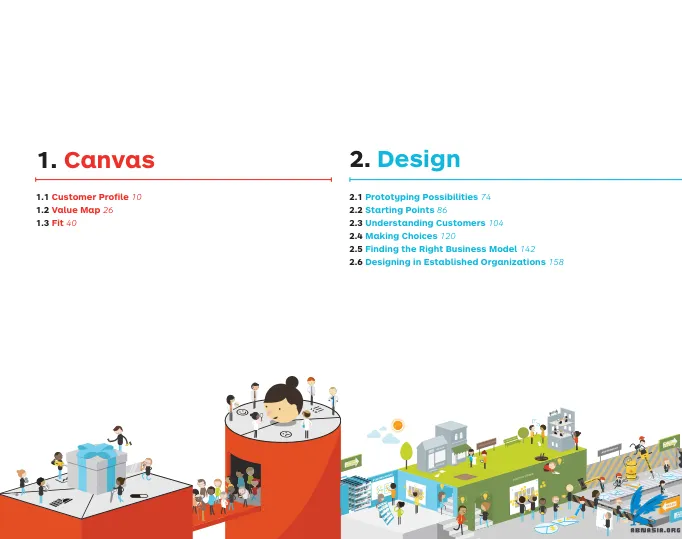 1. Canvas
1.1 Customer Profile 10
1.2 Value Map 26
1.3 Fit 40
2. Design
2.1 Prototyping Possibilities 74
2.2 Starting Points 86
2.3 Understanding Customers 104
2.4 Making Choices 120
2.5 Finding the Right Business Model 142
2.6 Designing in Established Organizations 158
ABNASIA.ORG